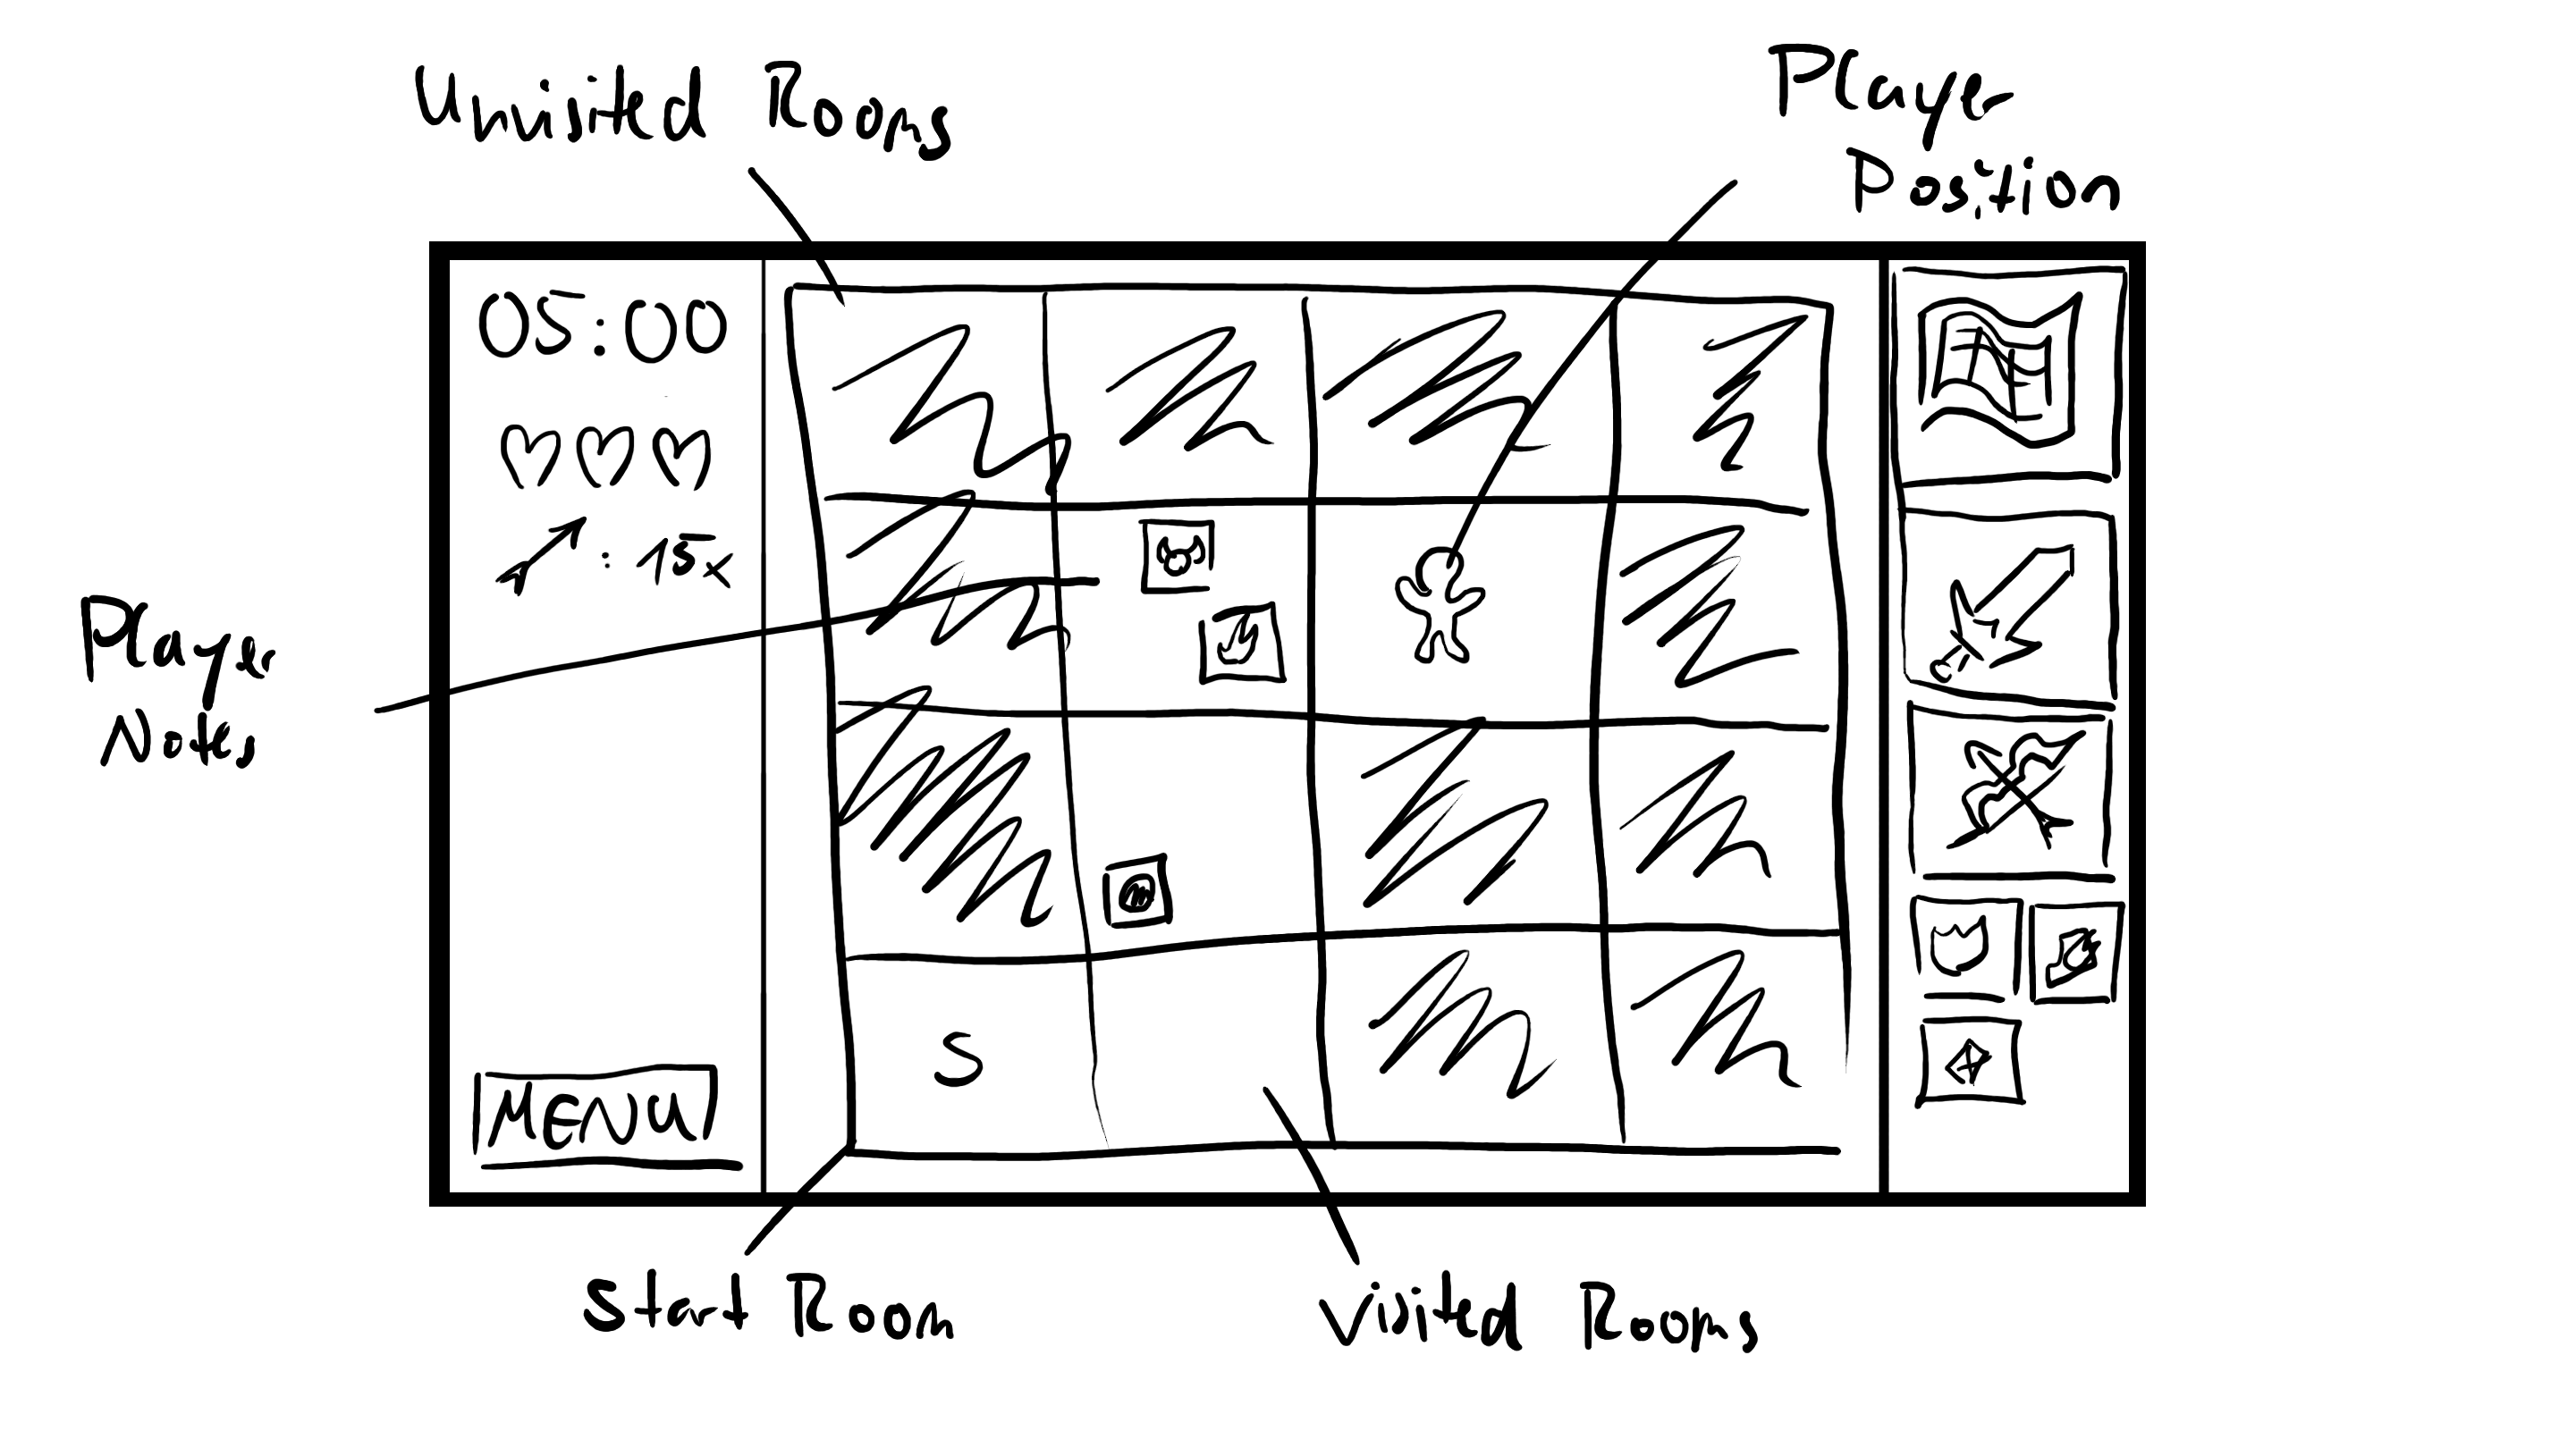 Unvisited Rooms
Player
Position
05:00
: 15x
Player
Notes
S
MENU
Start Room
Visited Rooms